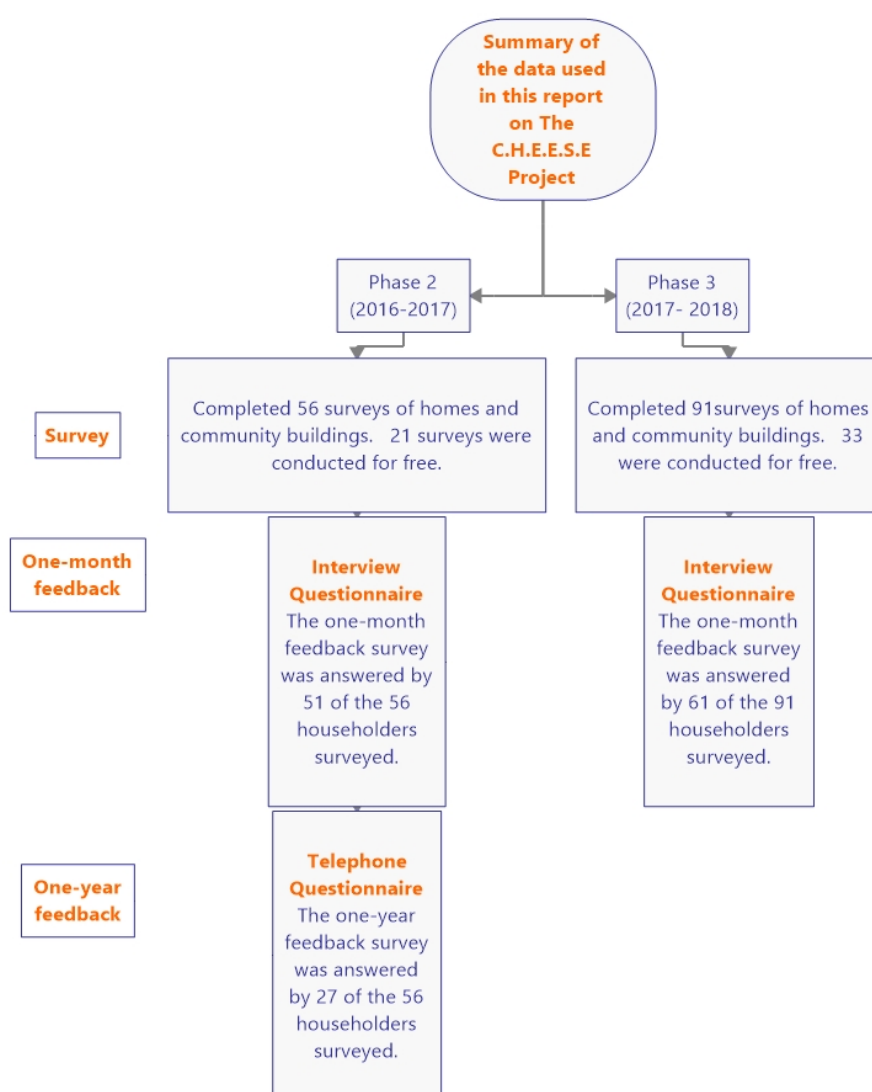 Summary of
the data used
in this report
on The
C.H.E.E.S.E
Project
Phase 2
(2016-2017)
Phase 3
(2017- 2018)
Survey
Completed 56 surveys of homes and
community buildings.   21 surveys were
conducted for free.
Completed 91surveys of homes
and community buildings.   33
were conducted for free.
One-month
feedback
Interview
Questionnaire
The one-month
feedback survey
was answered by
51 of the 56
householders
surveyed.
Interview
Questionnaire
The one-month
feedback survey
was answered
by 61 of the 91
householders
surveyed.
One-year
feedback
Telephone
Questionnaire
The one-year
feedback survey
was answered
by 27 of the 56
householders
surveyed.